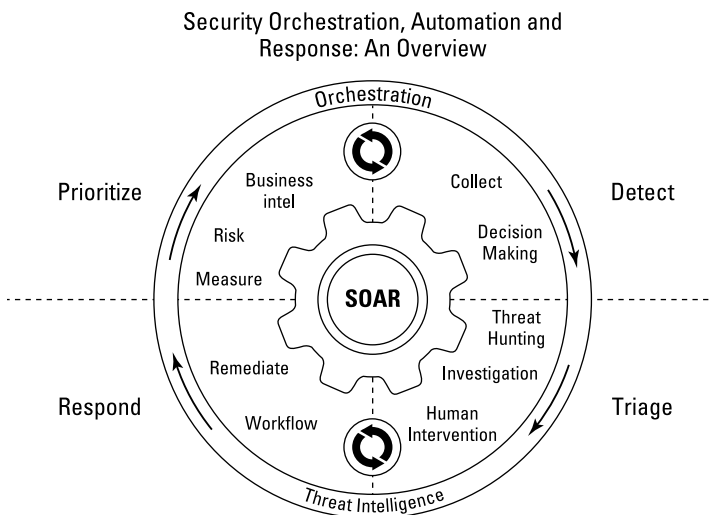 Security Orchestration, Automation and
Response: An Overview
Orchestration
Prioritize
Business
intel
Collect
Detect
Risk
Decision
Making
Measure
SOAR
Threat
Hunting
Remediate
Investigation
Respond
Workflow
Human
Intervention
Triage
Threat Intelligence